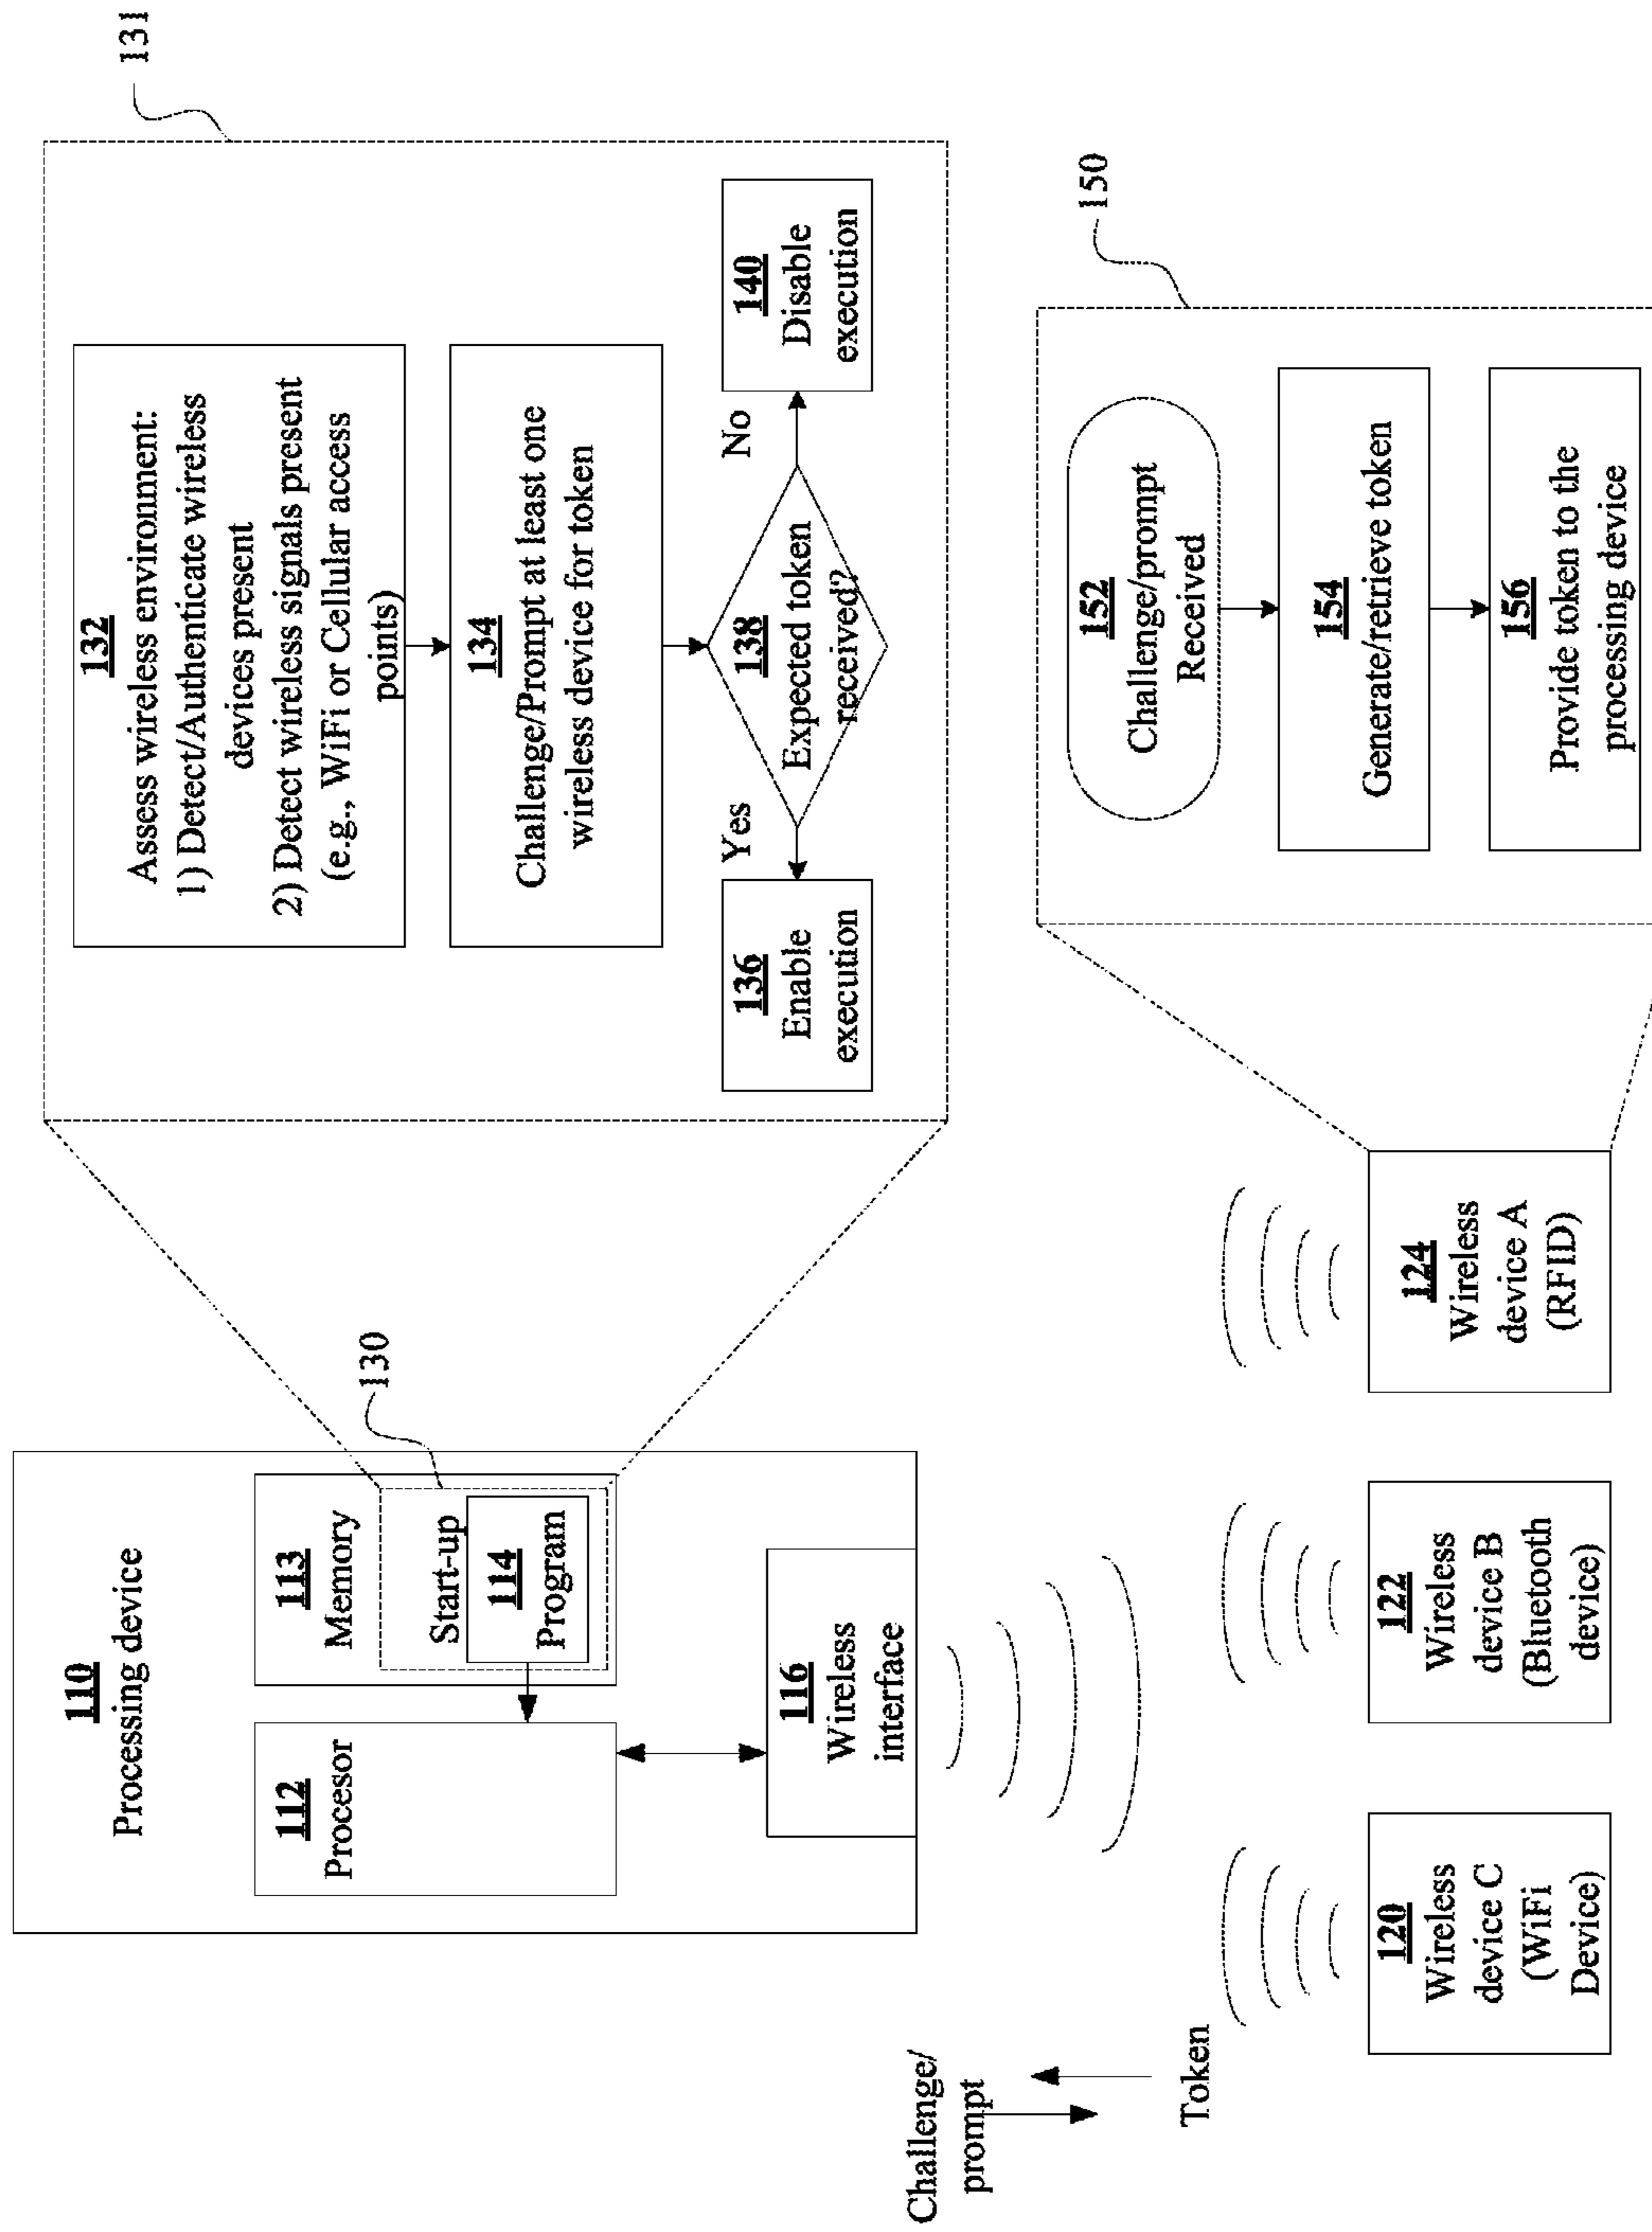 110
Processing device
112
Procesor
113
Memory
Start-up
114
Program
130
116
Wireless
interface
131
132
Assess wireless environment:
1) Detect/Authenticate wireless
devices present
2) Detect wireless signals present
(e.g., WiFi or Cellular access
points)
134
Challenge/Prompt at least one
wireless device for token
138
Expected token
received?
Yes
No
136
Enable
execution
140
Disable
execution
Challenge/
prompt
Token
120
Wireless
device C
(WiFi
Device)
122
Wireless
device B
(Bluetooth
device)
124
Wireless
device A
(RFID)
150
152
Challenge/prompt
Received
154
Generate/retrieve token
156
Provide token to the
processing device